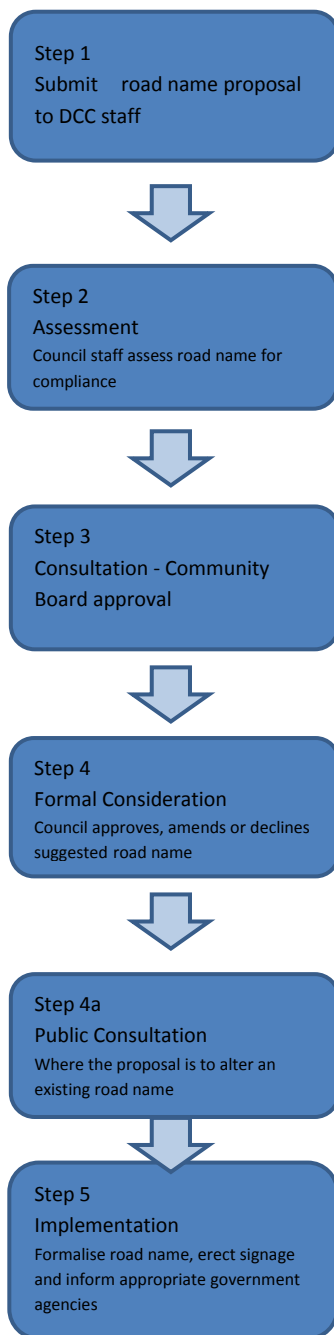 Step 1
Submit road name proposal
to DCC staff
Step 2
Assessment
Council staff assess road name for
compliance
Step 3
Consultation - Community
Board approval
Step 4
Formal Consideration
Council approves, amends or declines
suggested road name
Step 4a
Public Consultation
Where the proposal is to alter an
existing road name
Step 5
Implementation
Formalise road name, erect signage
and inform appropriate government
agencies